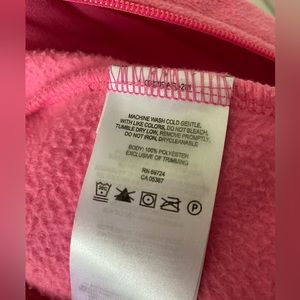 MACHINE WASH COLD GENTLE,
WITH LIKE COLORS, DO NOT BLEACH,
TUMBLE DRY LOW, REMOVE PROMPTLY,
DO NOT IRON, DRYCLEANABLE
BODY: 100% POLYESTER
EXCLUSIVE OF TRIMMING
RN 69724
CA 05367
P